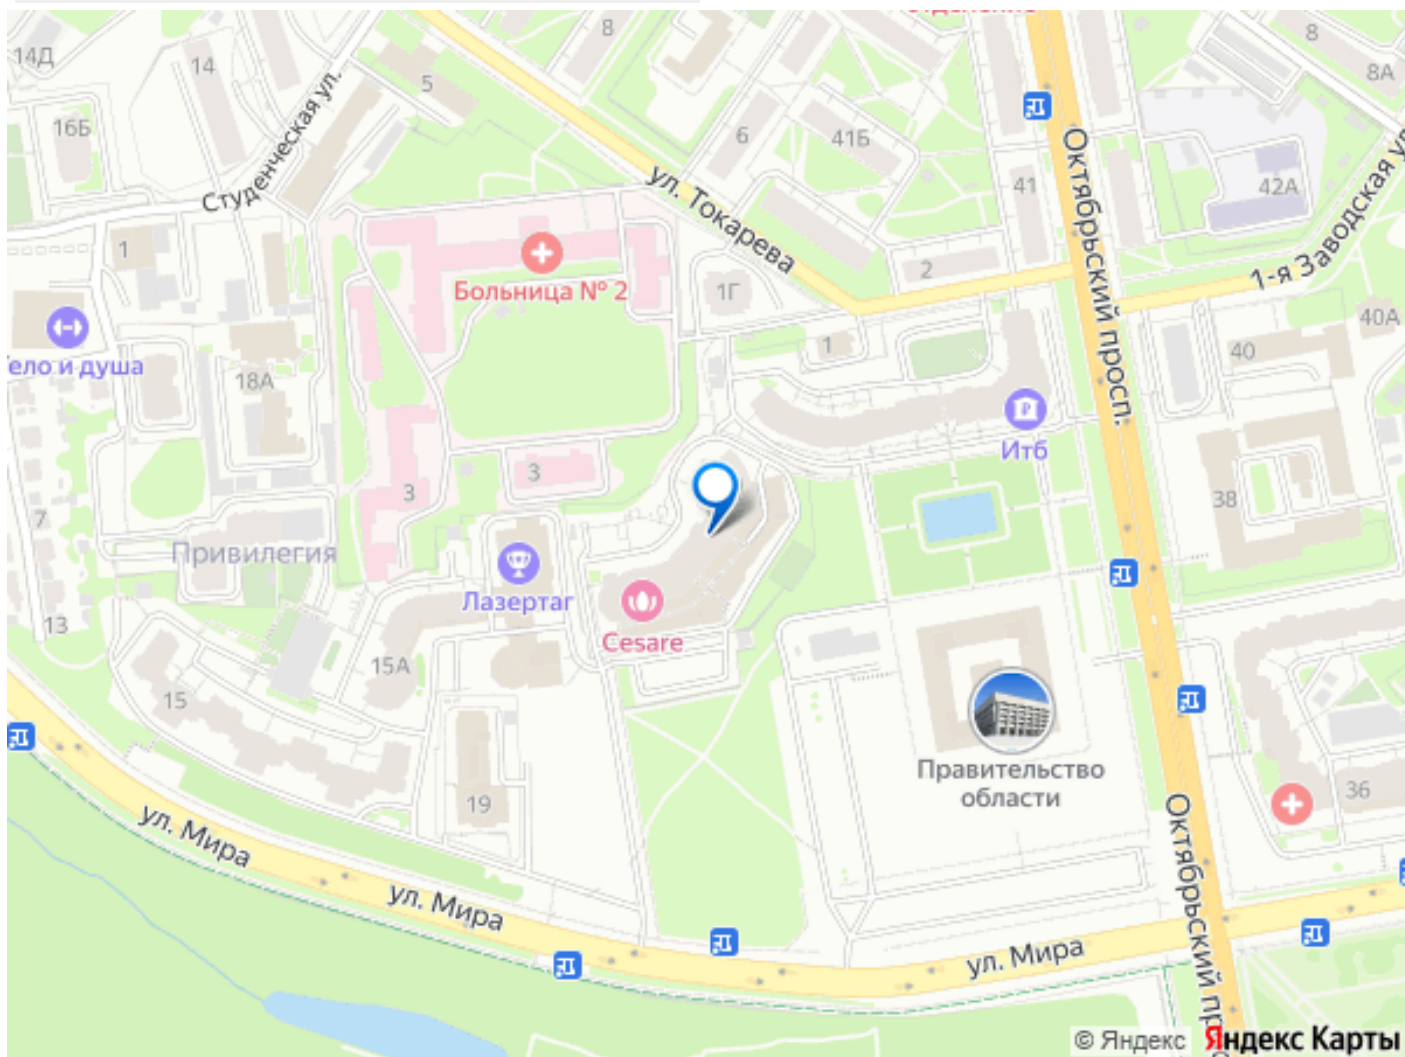 отделение
8
8
14Д
14
5
8А
16Б
6
41Б
Студенческая ул.
ул. Токарева
Октябрьский просп.
41
42А
1-я Заводская ул.
1
2
Больница № 2
1Г
40А
1
40
ело и душа
18А
Итб
3
3
38
7
Привилегия
Лазертаг
Cesare
13
15А
15
Правительство
области
19
36
ул. Мира
ул. Мира
ул. Мира
Октябрьский пр
© Яндекс Яндекс Карты